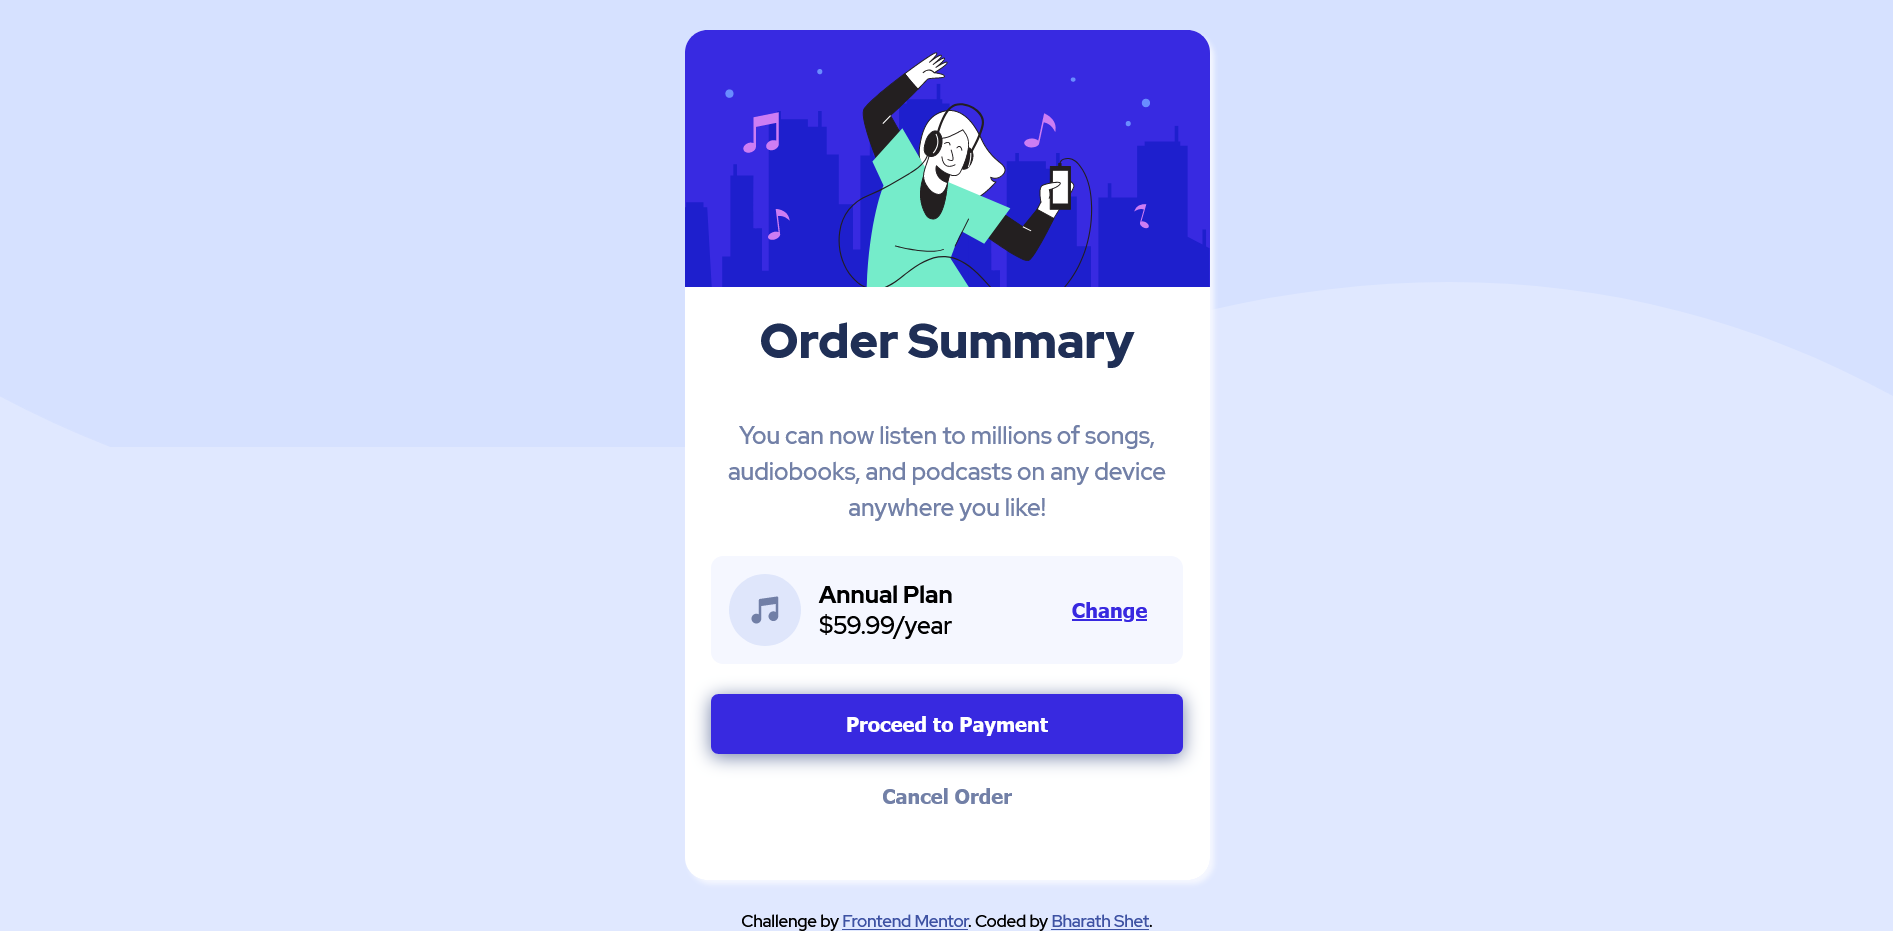 Order Summary
You can now listen to millions of songs,
audiobooks, and podcasts on any device
anywhere you like!
Annual Plan
$59.99/year
Change
Proceed to Payment
Cancel Order
Challenge by Frontend Mentor. Coded by Bharath Shet.